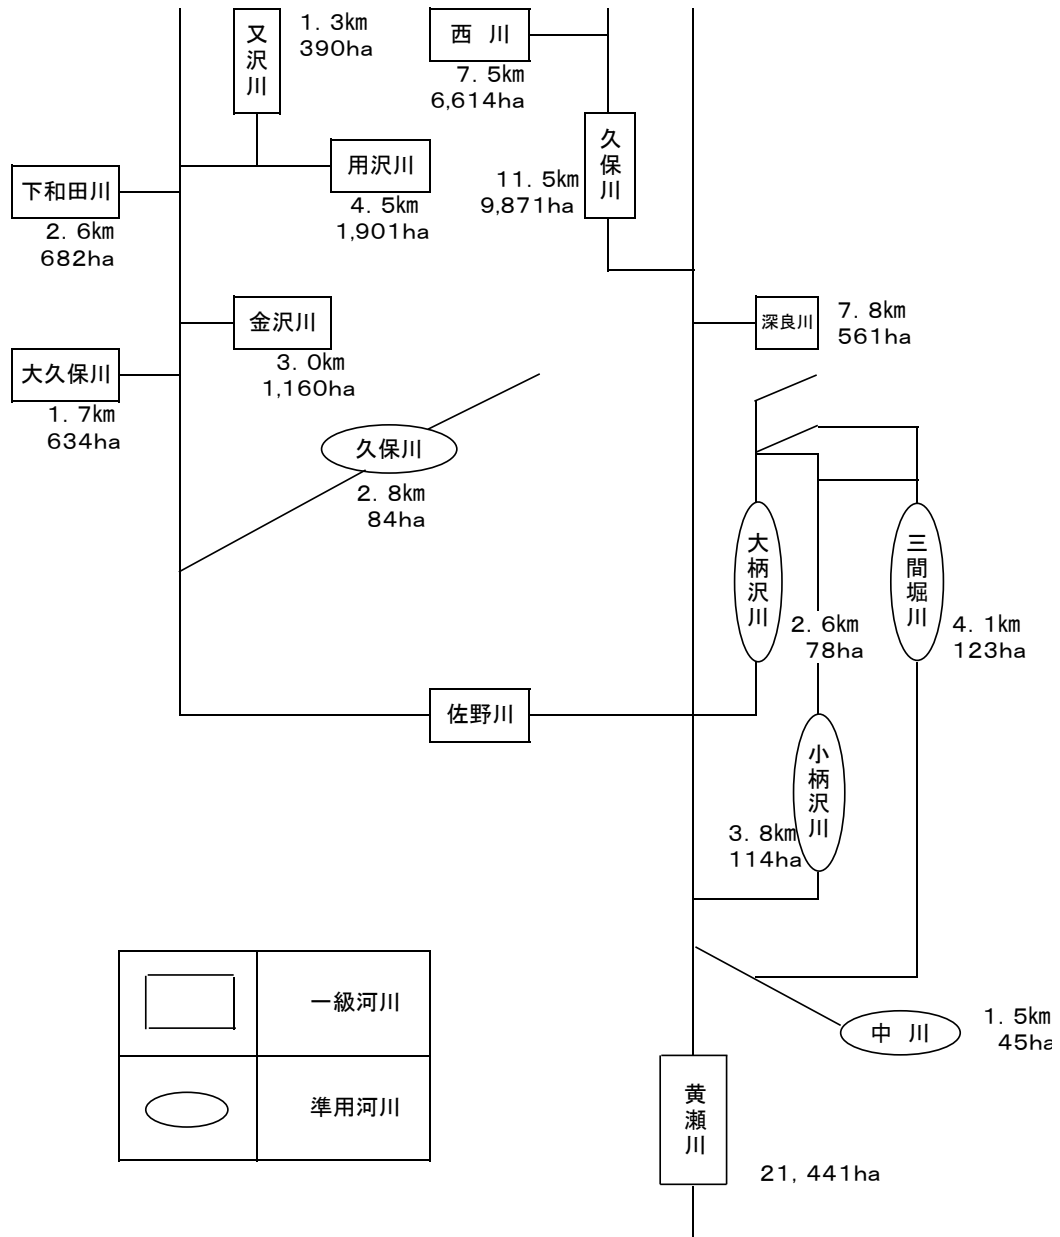 又沢川
1．3㎞
390ha
西 川
7．5㎞
6,614ha
久保川
11．5㎞
9,871ha
下和田川
2．6㎞
682ha
用沢川
4．5㎞
1,901ha
金沢川
3．0㎞
1,160ha
深良川
7．8㎞
561ha
大久保川
1．7㎞
634ha
久保川
2．8㎞
84ha
大柄沢川
2．6㎞
78ha
三間堀川
4．1㎞
123ha
佐野川
小柄沢川
3．8㎞
114ha
一級河川
準用河川
中 川
1．5㎞
45ha
黄瀬川
21，441ha